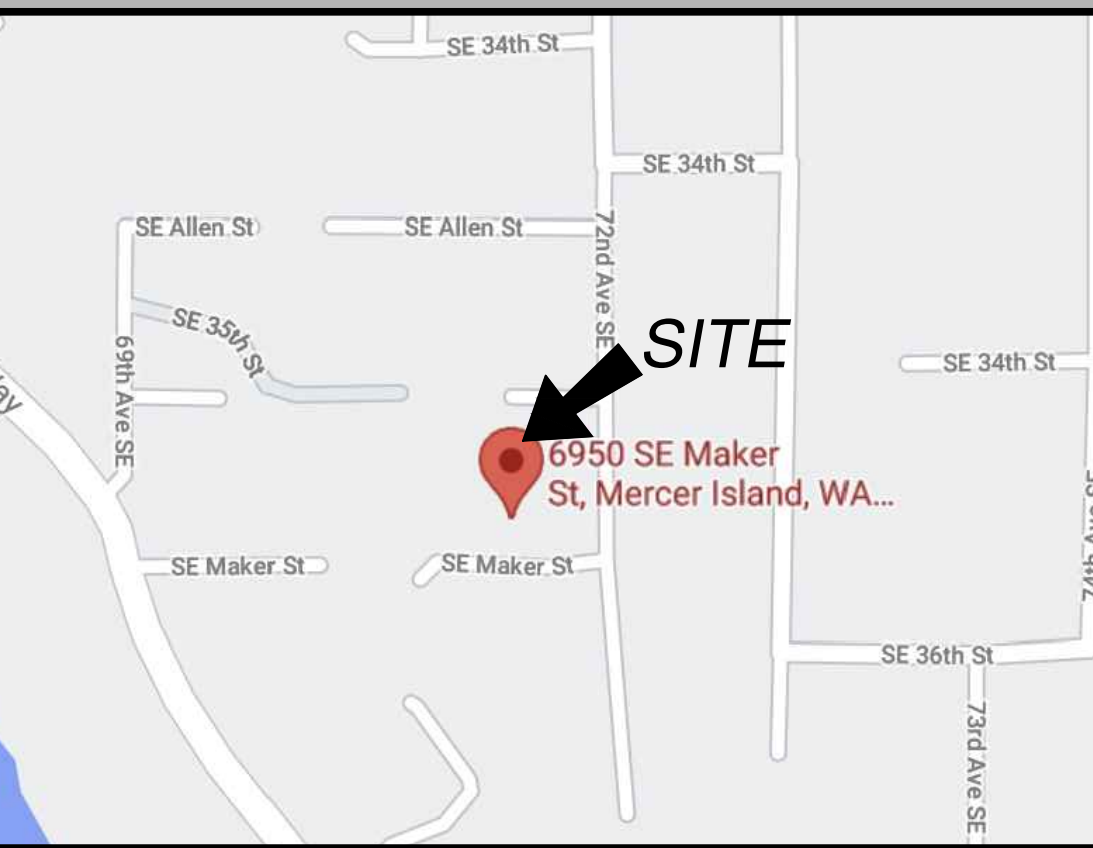 SE 34th St
SE 34th St
SE Allen St
SE Allen St
72nd Ave SE
SE 35th St
SITE
69th Ave SE
SE 34th St
6950 SE Maker
St, Mercer Island, WA...
SE Maker St
SE Maker St
SE 36th St
73rd Ave SE